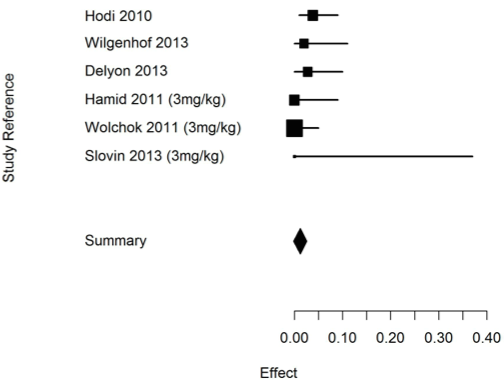 Study Reference
Hodi 2010
Wilgenhof 2013
Delyon 2013
Hamid 2011 (3mg/kg)
Wolchok 2011 (3mg/kg)
Slovin 2013 (3mg/kg)
Summary
0.00 0.10 0.20 0.30 0.40
Effect